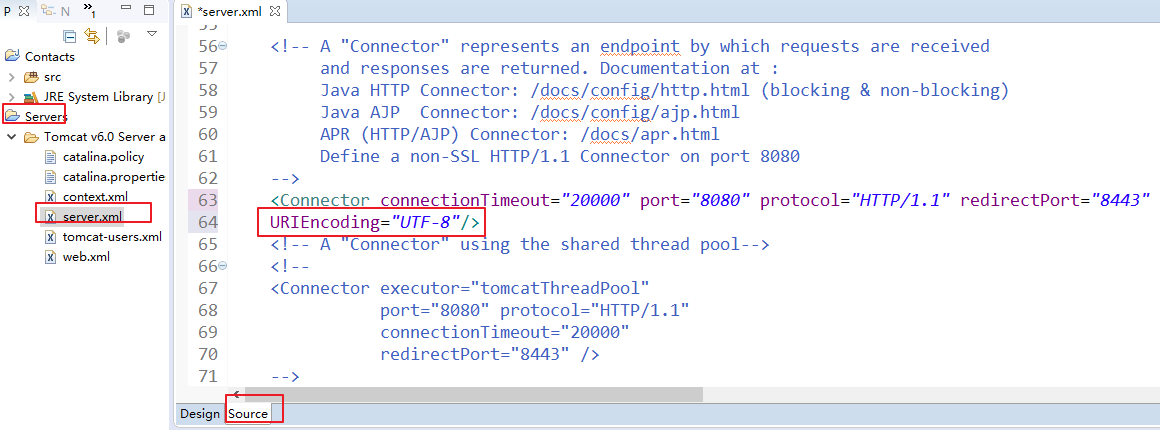 P N »1
*server.xml
Contacts
src
JRE System Library [J
Servers
Tomcat v6.0 Server a
catalina.policy
catalina.propertie
context.xml
server.xml
tomcat-users.xml
web.xml
55
56 <!-- A "Connector" represents an endpoint by which requests are received
57 and responses are returned. Documentation at :
58 Java HTTP Connector: /docs/config/http.html (blocking & non-blocking)
59 Java AJP  Connector: /docs/config/ajp.html
60 APR (HTTP/AJP) Connector: /docs/apr.html
61 Define a non-SSL HTTP/1.1 Connector on port 8080
62 -->
63 <Connector connectionTimeout="20000" port="8080" protocol="HTTP/1.1" redirectPort="8443"
64 URIEncoding="UTF-8"/>
65 <!-- A "Connector" using the shared thread pool-->
66 <!--
67 <Connector executor="tomcatThreadPool"
68 port="8080" protocol="HTTP/1.1"
69 connectionTimeout="20000"
70 redirectPort="8443" />
71 -->
Design Source